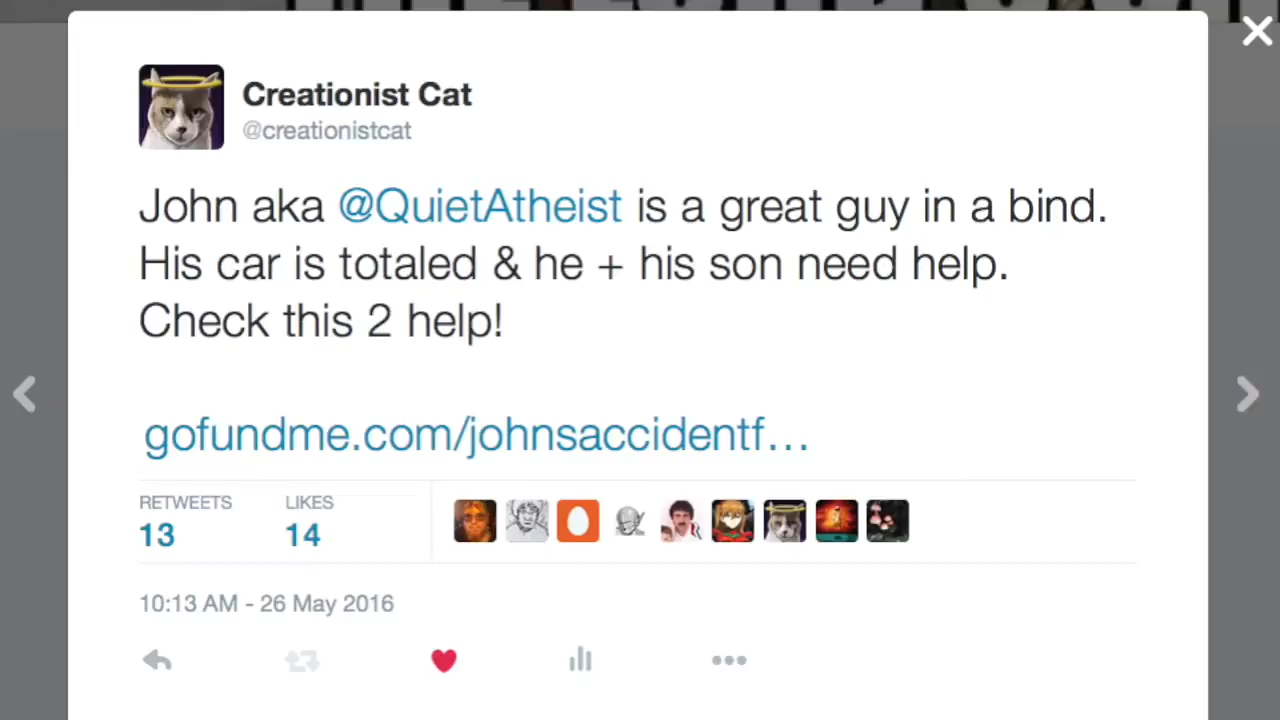 Creationist Cat
@creationistcat
John aka @QuietAtheist is a great guy in a bind.
His car is totaled & he + his son need help.
Check this 2 help!
gofundme.com/johnsaccidentf...
RETWEETS LIKES
13 14
10:13 AM - 26 May 2016